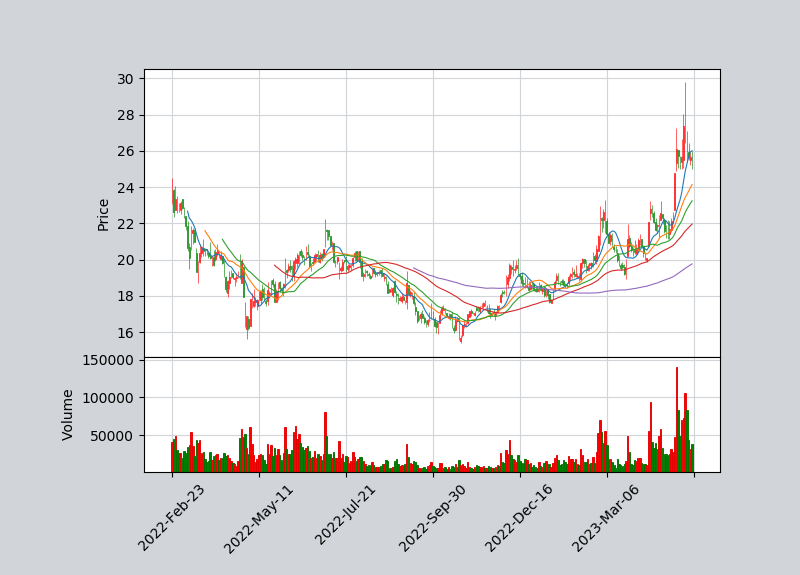 30
28
26
24
22
20
18
16
Price
150000
100000
50000
Volume
2022-Feb-23
2022-May-11
2022-Jul-21
2022-Sep-30
2022-Dec-16
2023-Mar-06